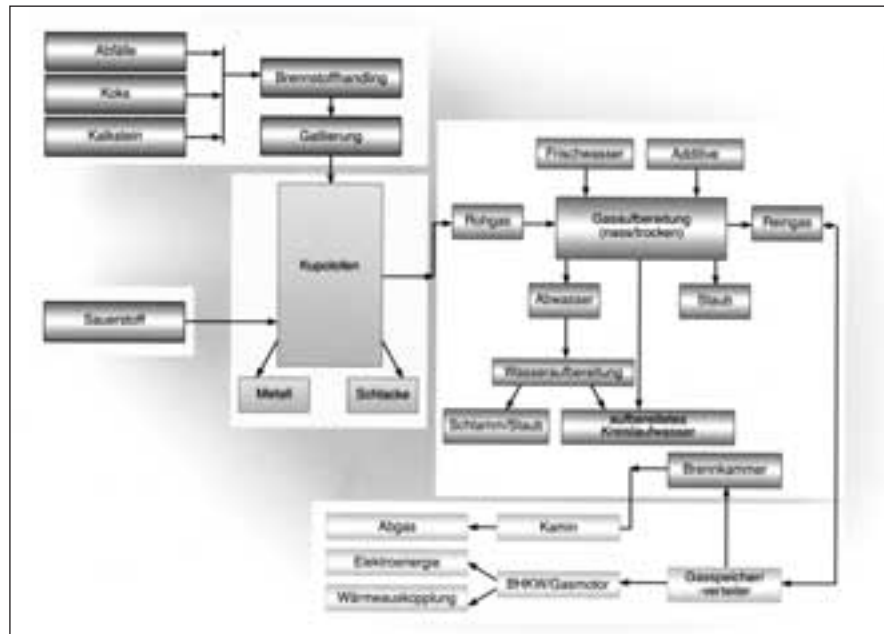 Abfälle
Koks
Kalkstein
Brennstoffhandling
Gattierung
Frischwasser
Additive
Rohgas
Gasaufbereitung
(nass/trocken)
Reingas
Kupolofen
Abwasser
Staub
Sauerstoff
Wasseraufbereitung
Metall
Schlacke
Schlamm/Staub
aufbereitetes
Kreislaufwasser
Brennkammer
Abgas
Kamin
Elektroenergie
BHKW/Gasmotor
Gasspeicher/
-verteiler
Wärmeauskopplung